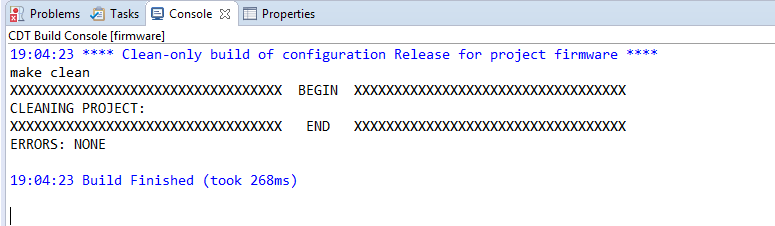 Problems Tasks Console Properties
CDT Build Console [firmware]
19:04:23 **** Clean-only build of configuration Release for project firmware ****
make clean
XXXXXXXXXXXXXXXXXXXXXXXXXXXXXXXXXX  BEGIN  XXXXXXXXXXXXXXXXXXXXXXXXXXXXXXXXXX
CLEANING PROJECT:
XXXXXXXXXXXXXXXXXXXXXXXXXXXXXXXXXX   END   XXXXXXXXXXXXXXXXXXXXXXXXXXXXXXXXXX
ERRORS: NONE
19:04:23 Build Finished (took 268ms)